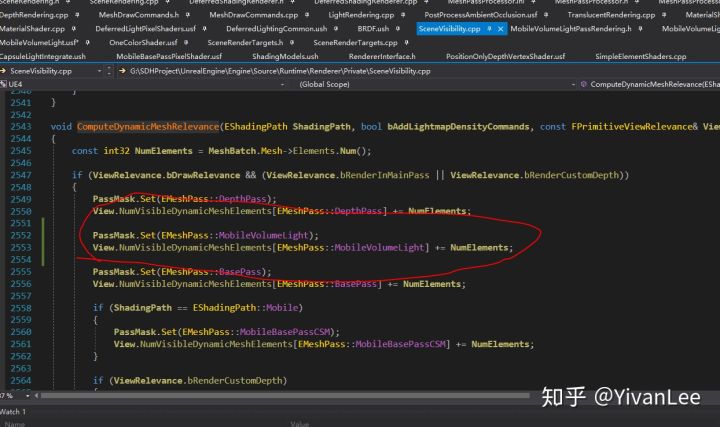 SceneRendering.h SceneRendering.cpp DeferredShadingRenderer.h DeferredShadingRenderer.cpp MeshPassProcessor.inl MeshPassProcessor.h MeshPassProcessor
DepthRendering.cpp MeshDrawCommands.h MeshDrawCommands.cpp LightRendering.cpp PostProcessAmbientOcclusion.usf TranslucentRendering.cpp Mater
MaterialShader.cpp DeferredLightPixelShaders.usf DeferredLightingCommon.ush BRDF.ush SceneVisibility.cpp MobileVolumeLightPassRendering.h MobileVolumeLi
MobileVolumeLight.usf* OneColorShader.usf SceneRenderTargets.h SceneRenderTargets.cpp
CapsuleLightIntegrate.ush MobileBasePassPixelShader.usf ShadingModels.ush RendererInterface.h PositionOnlyDepthVertexShader.usf SimpleElementShaders.cpp
SceneVisibility.cpp G:\SDHProject\UnrealEngine\Engine\Source\Runtime\Renderer\Private\SceneVisibility.cpp
UE4 (Global Scope) ComputeDynamicMeshRelevance(EShadi
2540 }
2541 }
2542
2543 void ComputeDynamicMeshRelevance(EShadingPath ShadingPath, bool bAddLightmapDensityCommands, const FPrimitiveViewRelevance& Vie
2544 {
2545 const int32 NumElements = MeshBatch.Mesh->Elements.Num();
2546
2547 if (ViewRelevance.bDrawRelevance && (ViewRelevance.bRenderInMainPass || ViewRelevance.bRenderCustomDepth))
2548 {
2549 PassMask.Set(EMeshPass::DepthPass);
2550 View.NumVisibleDynamicMeshElements[EMeshPass::DepthPass] += NumElements;
2551
2552 PassMask.Set(EMeshPass::MobileVolumeLight);
2553 View.NumVisibleDynamicMeshElements[EMeshPass::MobileVolumeLight] += NumElements;
2554
2555 PassMask.Set(EMeshPass::BasePass);
2556 View.NumVisibleDynamicMeshElements[EMeshPass::BasePass] += NumElements;
2557
2558 if (ShadingPath == EShadingPath::Mobile)
2559 {
2560 PassMask.Set(EMeshPass::MobileBasePassCSM);
2561 View.NumVisibleDynamicMeshElements[EMeshPass::MobileBasePassCSM] += NumElements;
2562 }
2563
2564 if (ViewRelevance.bRenderCustomDepth)
2565 {
87 %
Watch 1
Name Value
知乎 @YivanLee